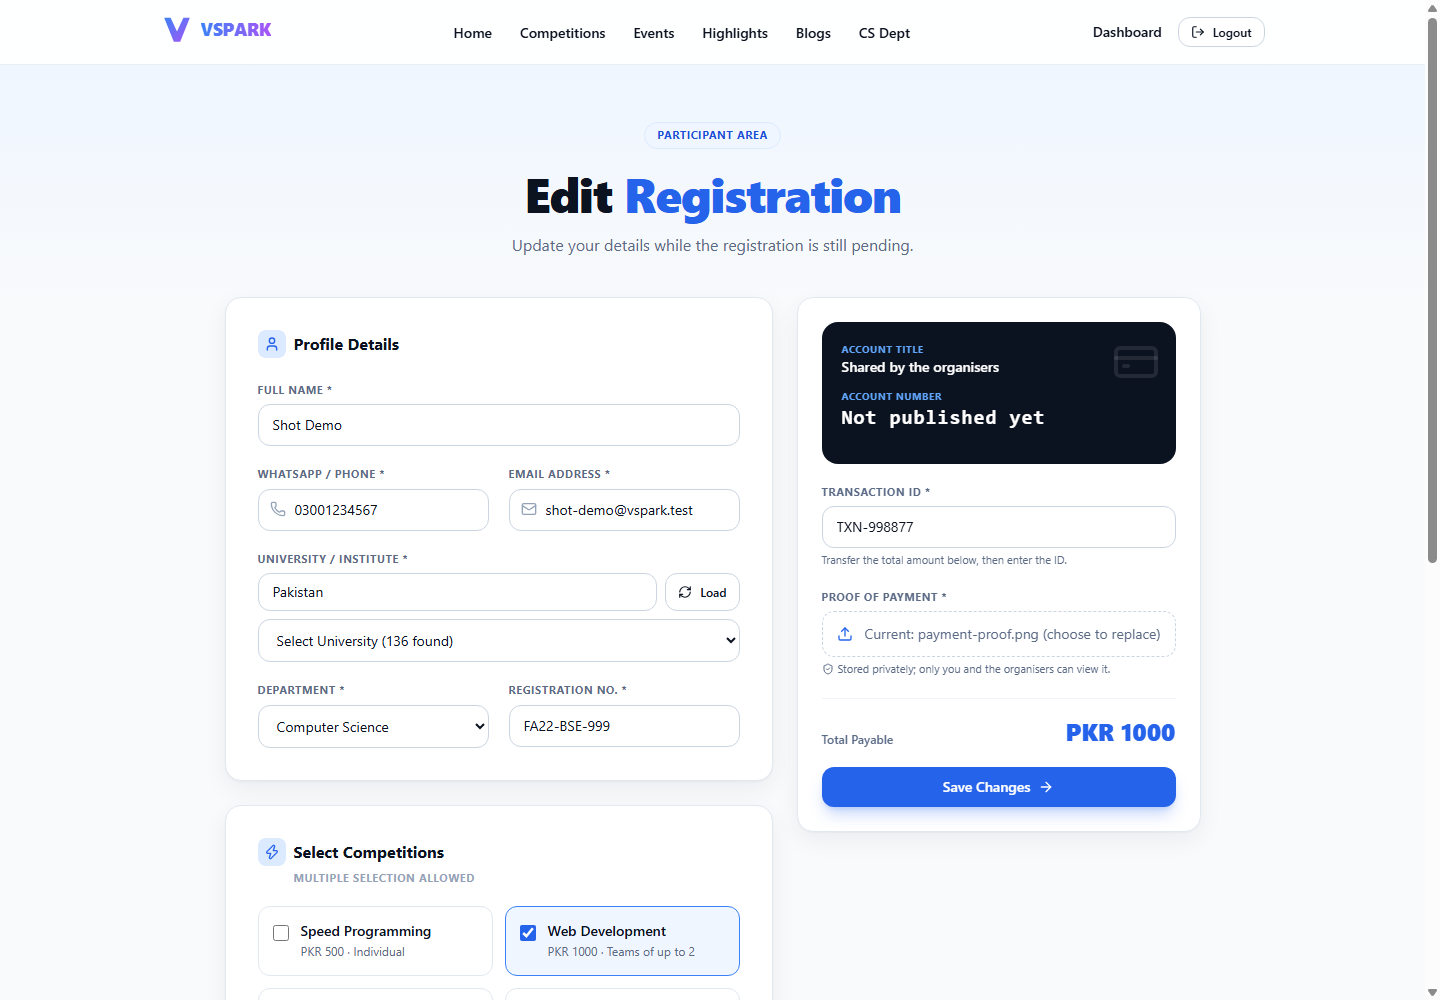 VSPARK
Home
Competitions
Events
Highlights
Blogs
CS Dept
Dashboard
Logout
PARTICIPANT AREA
Edit Registration
Update your details while the registration is still pending.
Profile Details
FULL NAME *
Shot Demo
WHATSAPP / PHONE *
EMAIL ADDRESS *
03001234567
shot-demo@vspark.test
UNIVERSITY / INSTITUTE *
Pakistan
Load
Select University (136 found)
DEPARTMENT *
REGISTRATION NO. *
Computer Science
FA22-BSE-999
Select Competitions
MULTIPLE SELECTION ALLOWED
Speed Programming
PKR 500 · Individual
Web Development
PKR 1000 · Teams of up to 2
ACCOUNT TITLE
Shared by the organisers
ACCOUNT NUMBER
Not published yet
TRANSACTION ID *
TXN-998877
Transfer the total amount below, then enter the ID.
PROOF OF PAYMENT *
Current: payment-proof.png (choose to replace)
Stored privately; only you and the organisers can view it.
Total Payable
PKR 1000
Save Changes